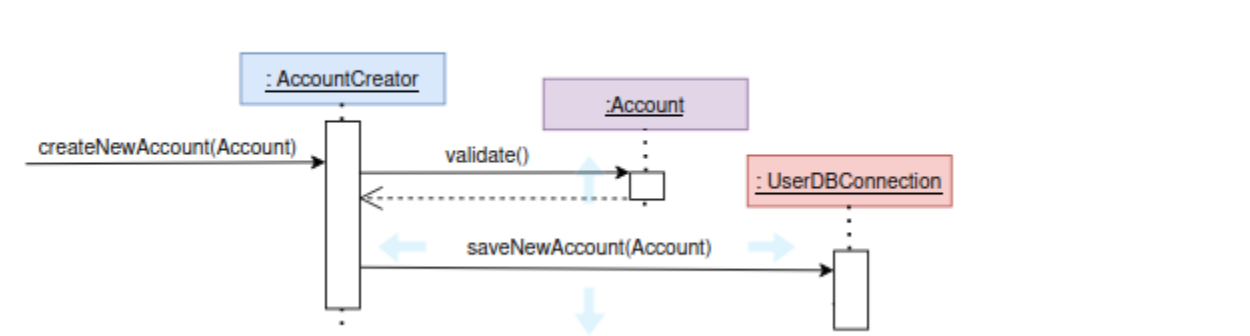 : AccountCreator
:Account
createNewAccount(Account)
validate()
: UserDBConnection
saveNewAccount(Account)